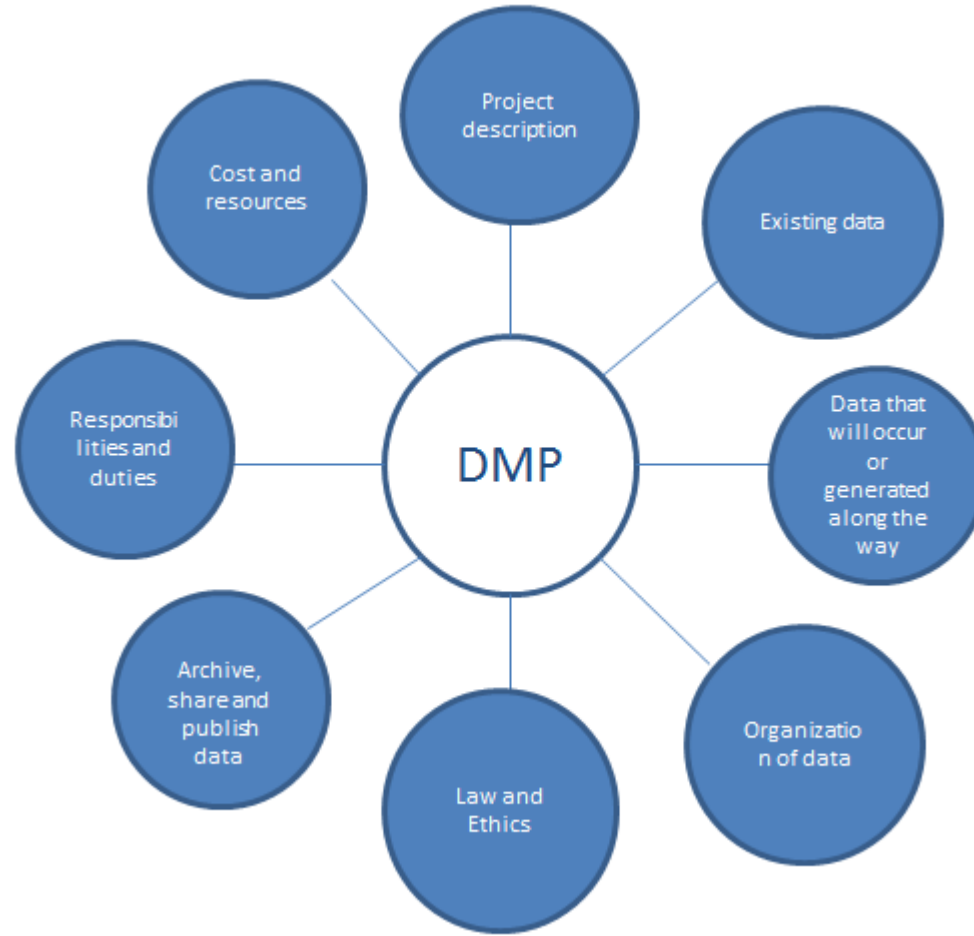 Project
description
Cost and
resources
Existing data
Responsibi
lities and
duties
DMP
Data that
will occur
or
generated
along the
way
Archive,
share and
publish
data
Organizatio
n of data
Law and
Ethics